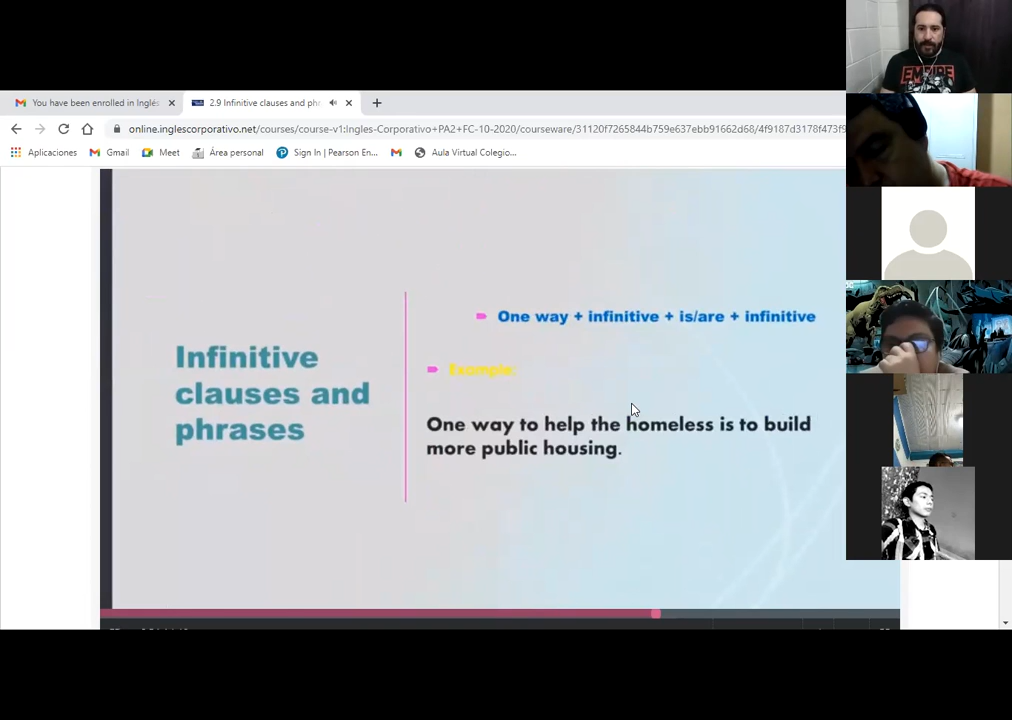 You have been enrolled in Inglés
2.9 Infinitive clauses and phr
online.inglescorporativo.net/courses/course-v1:Ingles-Corporativo+PA2+FC-10-2020/courseware/31120f7265844b759e637ebb91662d68/4f9187d3178f473f9
Aplicaciones Gmail Meet Área personal Sign In | Pearson En... Aula Virtual Colegio...
One way + infinitive + is/are + infinitive
Infinitive
clauses and
phrases
Example:
One way to help the homeless is to build
more public housing.
EMPIRE